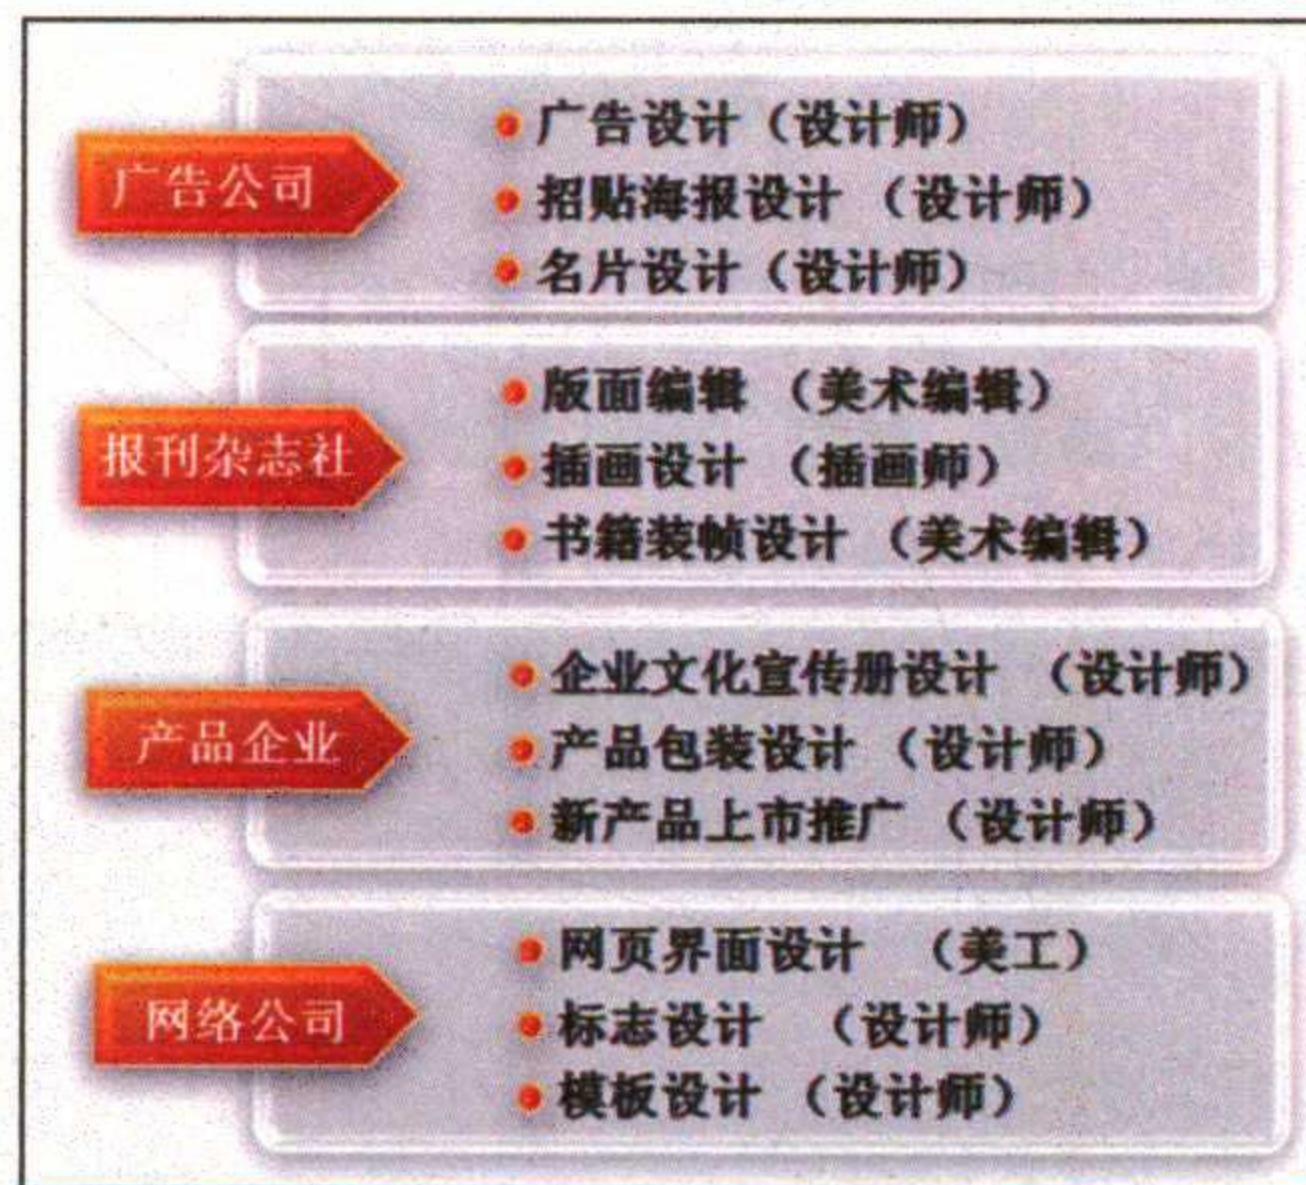 广告公司
广告设计（设计师）
招贴海报设计 （设计师）
名片设计（设计师）
报刊杂志社
版面编辑 （美术编辑）
插画设计 （插画师）
书籍装帧设计 （美术编辑）
产品企业
企业文化宣传册设计 （设计师）
产品包装设计 （设计师）
新产品上市推广 （设计师）
网络公司
网页界面设计 （美工）
标志设计 （设计师）
模板设计 （设计师）